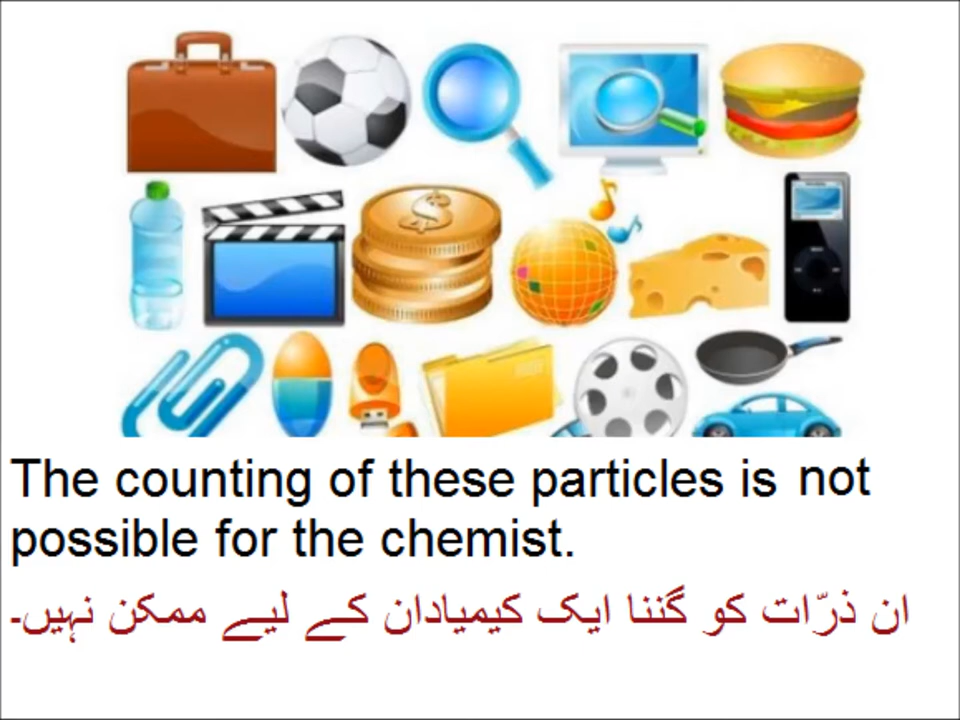 The counting of these particles is not
possible for the chemist.
ان ذرّات کو گننا ایک کیمیادان کے لیے ممکن نہیں۔